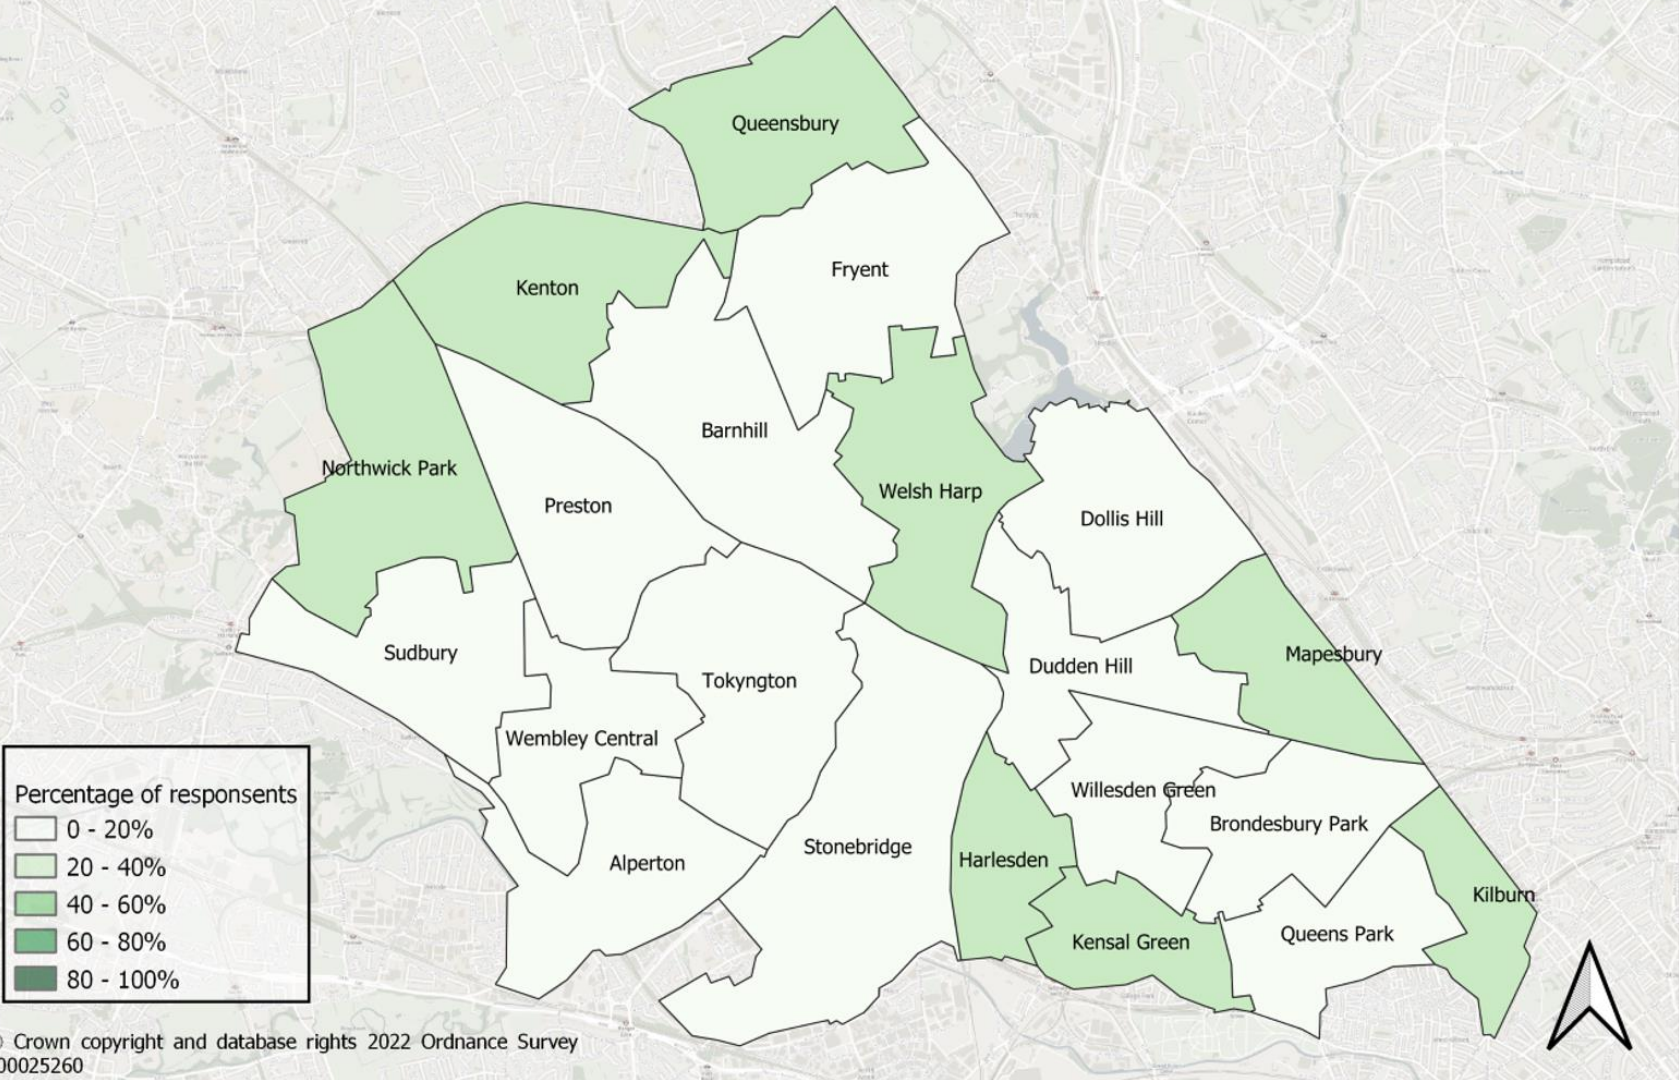 Queensbury
Fryent
Kenton
Barnhill
Northwick Park
Welsh Harp
Preston
Dollis Hill
Sudbury
Mapesbury
Dudden Hill
Tokyngton
Wembley Central
Willesden Green
Brondesbury Park
Stonebridge
Harlesden
Alperton
Kilburn
Queens Park
Kensal Green
Percentage of responsents
0 - 20%
20 - 40%
40 - 60%
60 - 80%
80 - 100%
Crown copyright and database rights 2022 Ordnance Survey
00025260